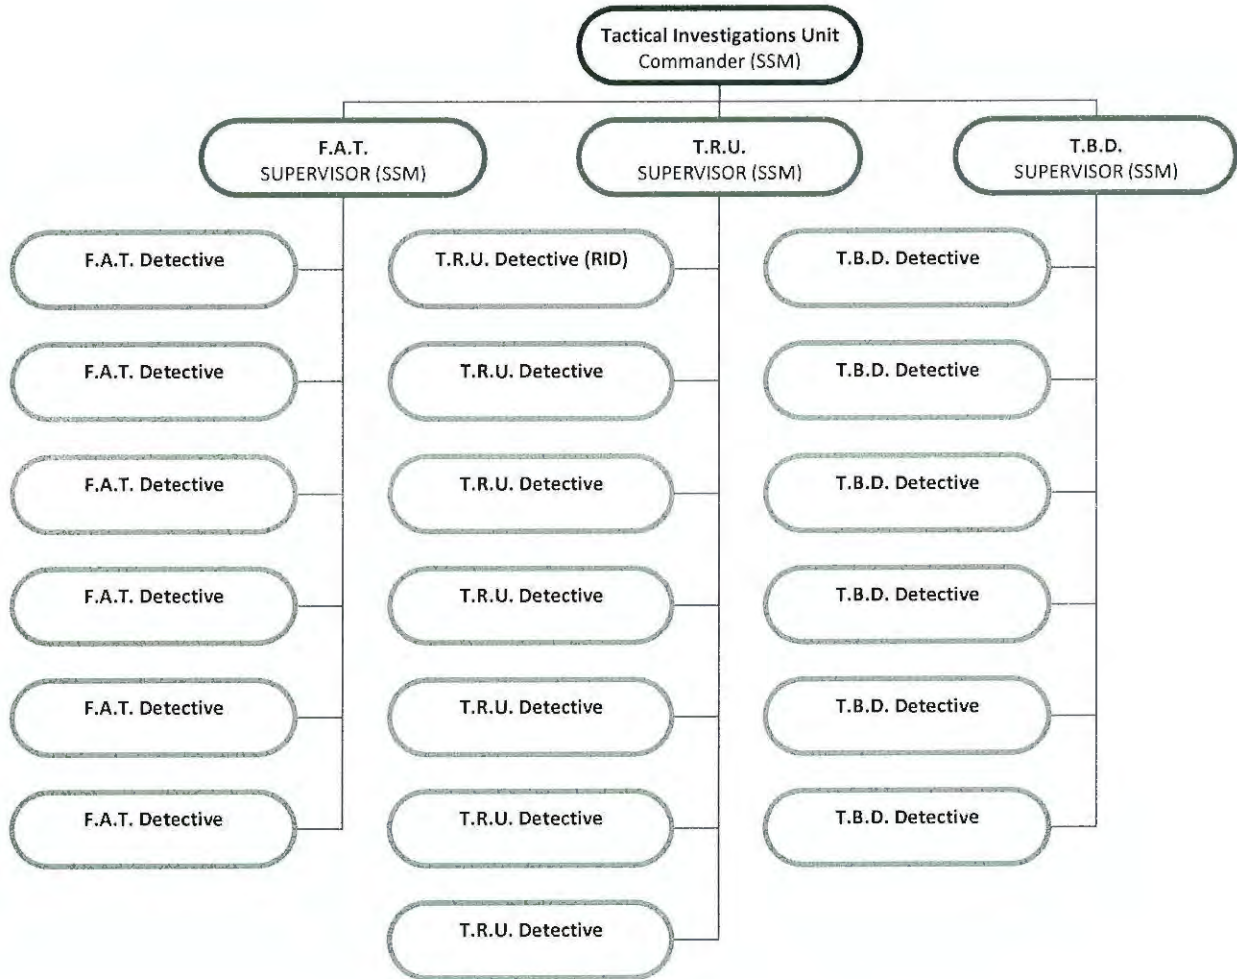 Tactical Investigations Unit
Commander (SSM)
F.A.T.
SUPERVISOR (SSM)
T.R.U.
SUPERVISOR (SSM)
T.B.D.
SUPERVISOR (SSM)
F.A.T. Detective
F.A.T. Detective
F.A.T. Detective
F.A.T. Detective
F.A.T. Detective
F.A.T. Detective
T.R.U. Detective (RID)
T.R.U. Detective
T.R.U. Detective
T.R.U. Detective
T.R.U. Detective
T.R.U. Detective
T.R.U. Detective
T.B.D. Detective
T.B.D. Detective
T.B.D. Detective
T.B.D. Detective
T.B.D. Detective
T.B.D. Detective